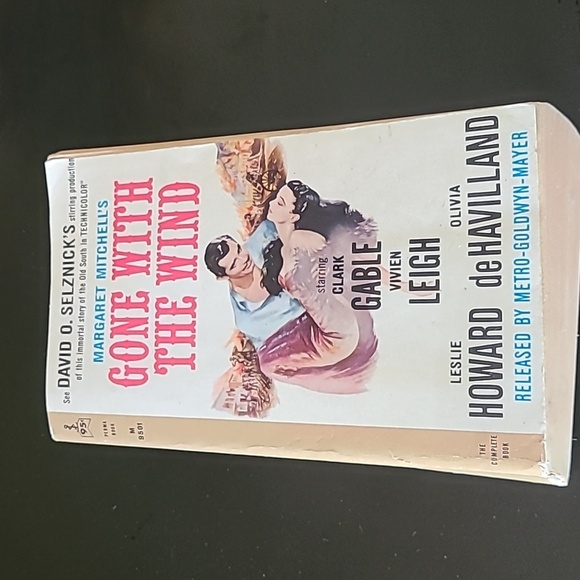 See DAVID O. SELZNICK'S stirring production
of this immortal story of the Old South in TECHNICOLOR
MARGARET MITCHELL'S
GONE WITH
THE WIND
starring
CLARK
GABLE
VIVIEN
LEIGH
LESLIE
HOWARD
OLIVIA
deHAVILLAND
RELEASED BY METRO-GOLDWYN-MAYER
95¢
PERMA
BOOK
M
9501
THE
COMPLETE
BOOK